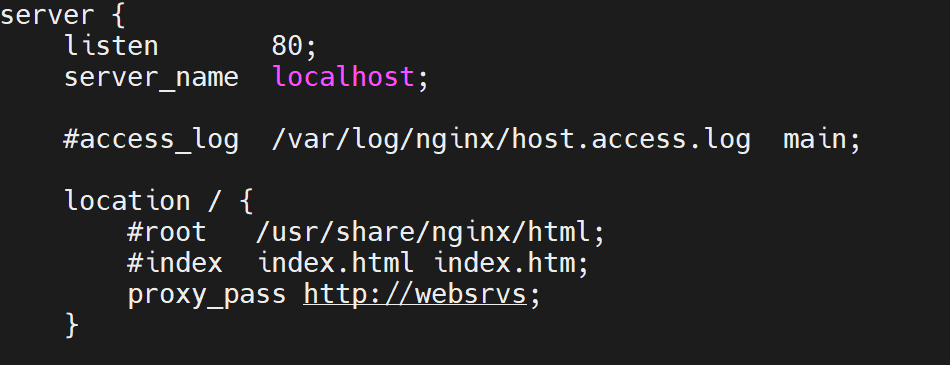 server {
    listen       80;
    server_name  localhost;

    #access_log  /var/log/nginx/host.access.log  main;

    location / {
        #root   /usr/share/nginx/html;
        #index  index.html index.htm;
        proxy_pass http://websrvs;
    }